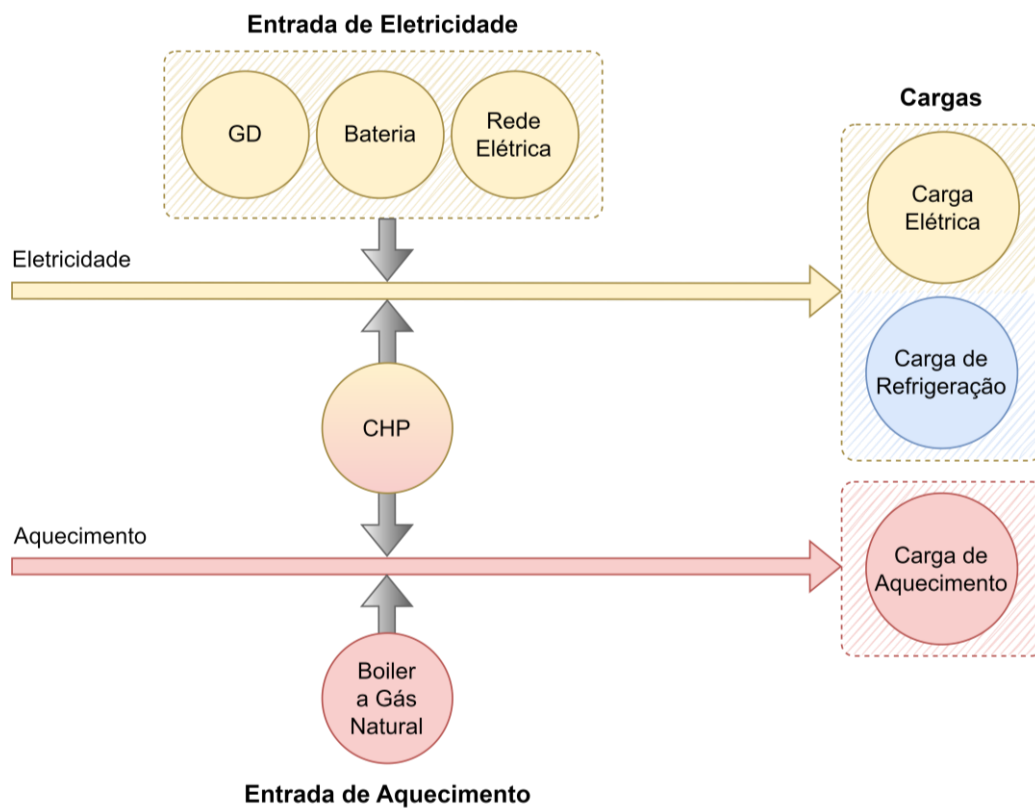 Entrada de Eletricidade
GD
Bateria
Rede
Elétrica
Cargas
Carga
Elétrica
Eletricidade
Carga de
Refrigeração
CHP
Aquecimento
Carga de
Aquecimento
Boiler
a Gás
Natural
Entrada de Aquecimento